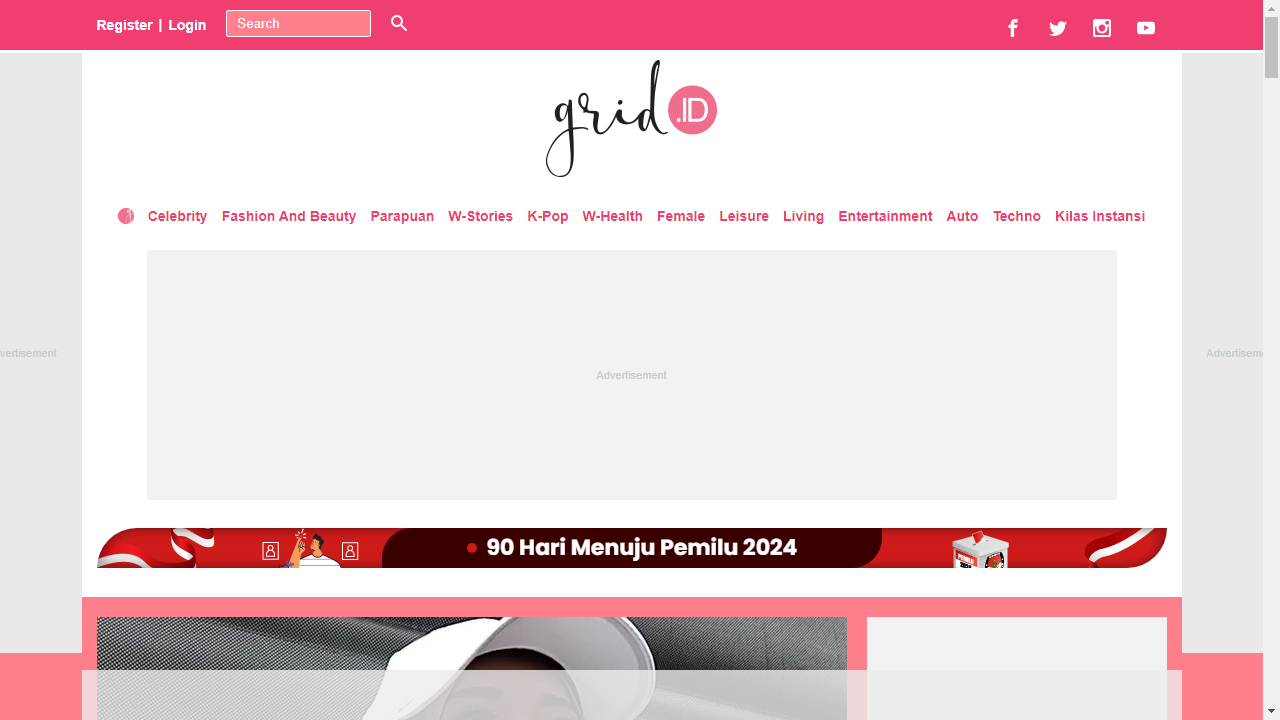 Register | Login
Search
grid.ID
Celebrity Fashion And Beauty Parapuan W-Stories K-Pop W-Health Female Leisure Living Entertainment Auto Techno Kilas Instansi
vertisement
Advertisement
Advertiseme
90 Hari Menuju Pemilu 2024